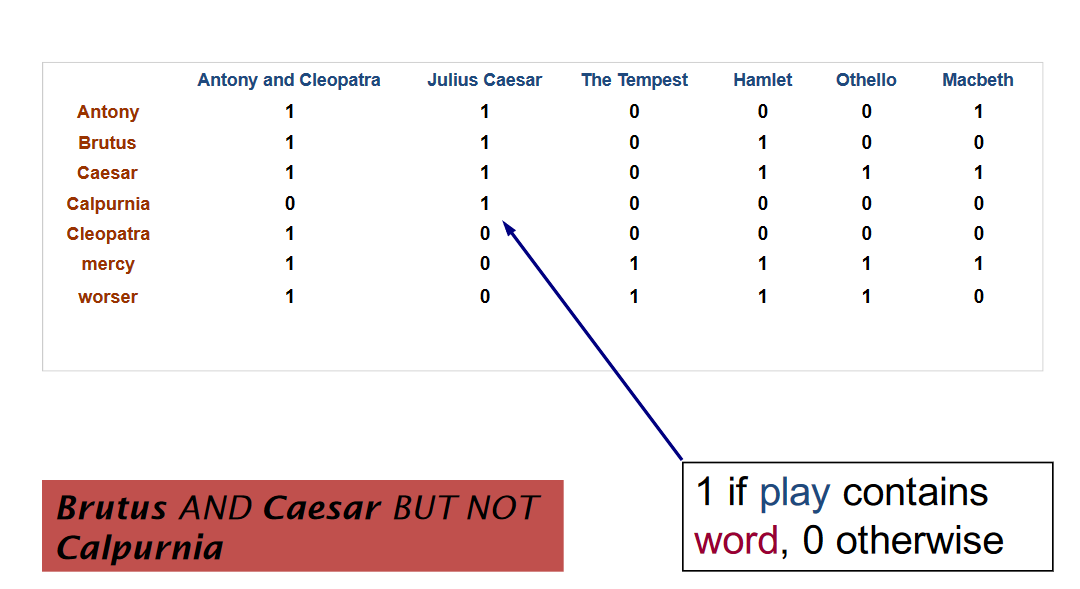 Antony and Cleopatra Julius Caesar The Tempest Hamlet Othello Macbeth
Antony 1 1 0 0 0 1
Brutus 1 1 0 1 0 0
Caesar 1 1 0 1 1 1
Calpurnia 0 1 0 0 0 0
Cleopatra 1 0 0 0 0 0
mercy 1 0 1 1 1 1
worser 1 0 1 1 1 0
Brutus AND Caesar BUT NOT
Calpurnia
1 if play contains
word, 0 otherwise